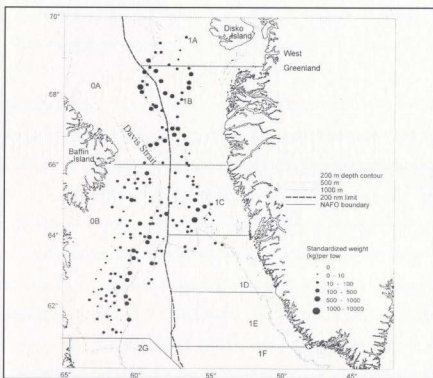 70°
1A
Disko
Island
West
Greenland
68°
0A
1B
Davis Strait
Baffin
Island
66°
200 m depth contour
500 m
1000 m
200 nm limit
NAFO boundary
0B
1C
64°
Standardized weight
(kg)per tow
0
0 - 10
10 - 100
100 - 500
500 - 1000
1000 - 10000
1D
62°
1E
1F
2G
65°
60°
55°
50°
45°